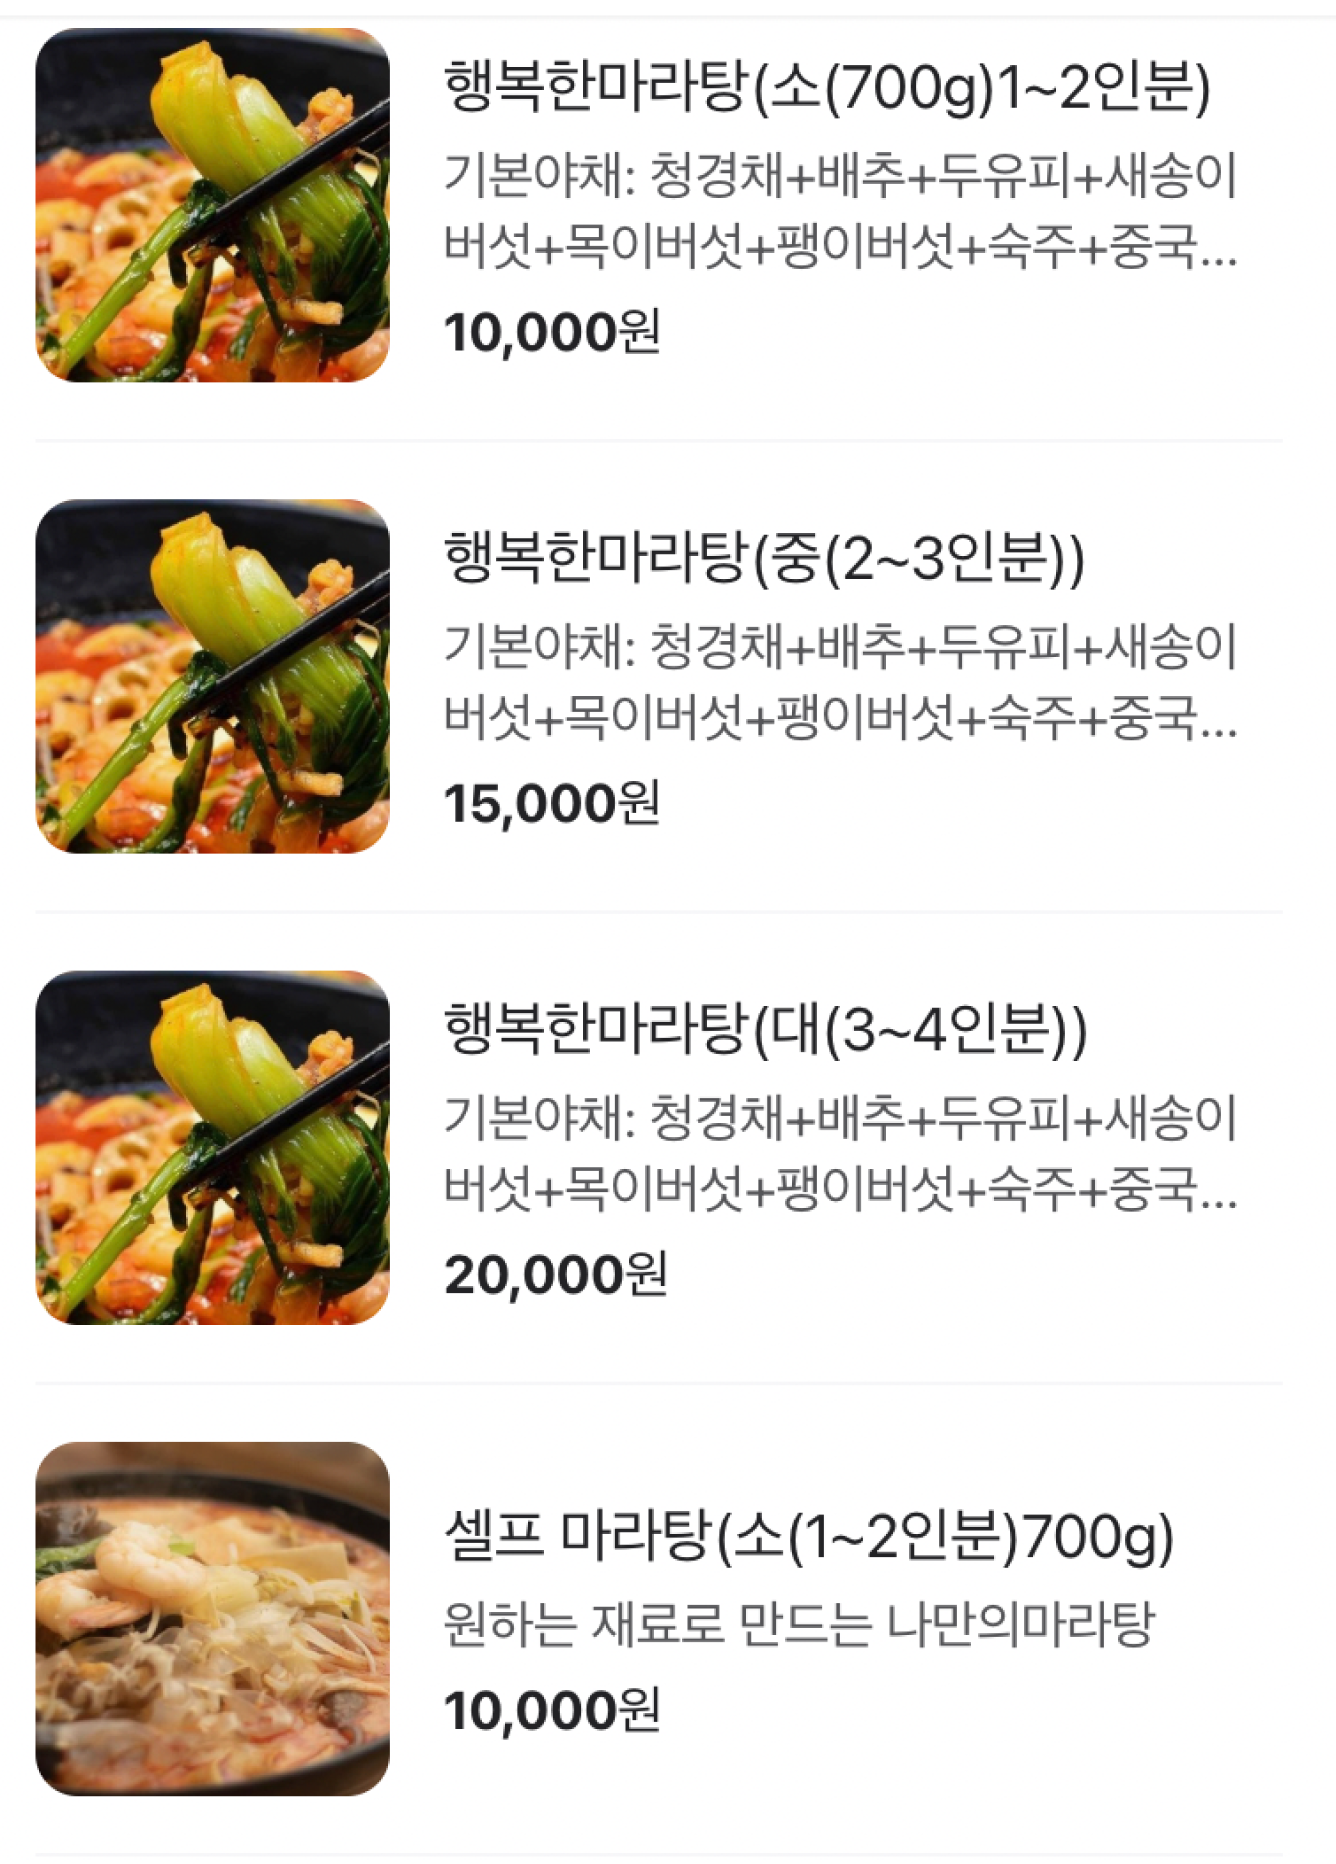 행복한마라탕(소(700g)1~2인분)
기본야채: 청경채+배추+두유피+새송이
버섯+목이버섯+팽이버섯+숙주+중국...
10,000원
행복한마라탕(중(2~3인분))
기본야채: 청경채+배추+두유피+새송이
버섯+목이버섯+팽이버섯+숙주+중국...
15,000원
행복한마라탕(대(3~4인분))
기본야채: 청경채+배추+두유피+새송이
버섯+목이버섯+팽이버섯+숙주+중국...
20,000원
셀프 마라탕(소(1~2인분)700g)
원하는 재료로 만드는 나만의마라탕
10,000원